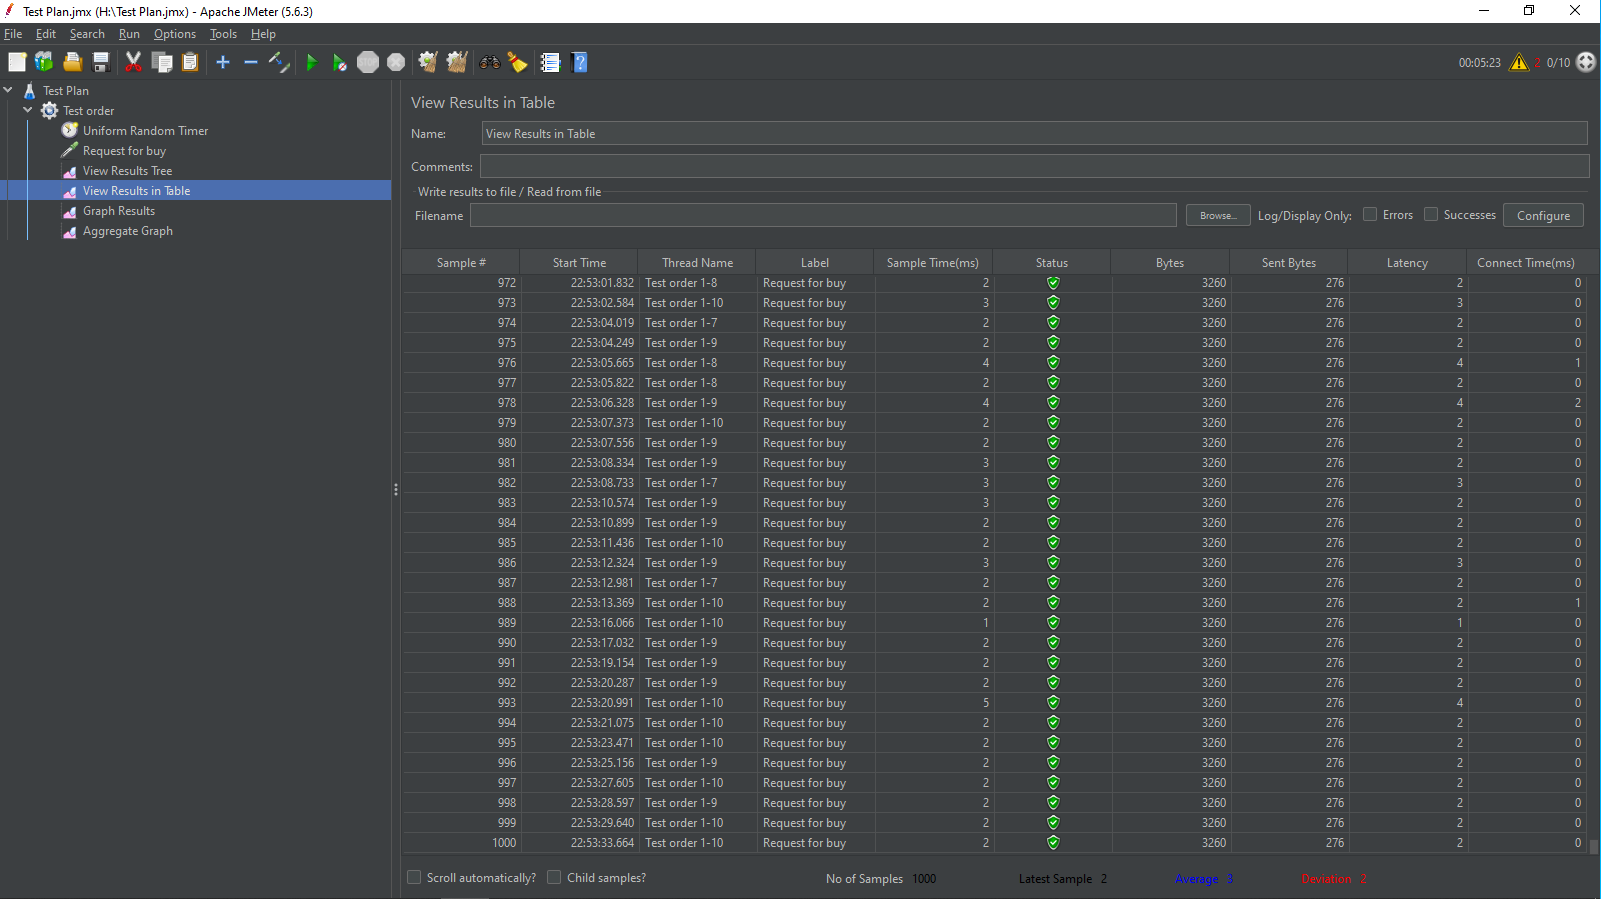 Test Plan.jmx (H:\Test Plan.jmx) - Apache JMeter (5.6.3)
File Edit Search Run Options Tools Help
STOP 00:05:23 2 0/10
Test Plan
Test order
Uniform Random Timer
Request for buy
View Results Tree
View Results in Table
Graph Results
Aggregate Graph
View Results in Table
Name: View Results in Table
Comments:
Write results to file / Read from file
Filename Browse... Log/Display Only: Errors Successes Configure
Sample # Start Time Thread Name Label Sample Time(ms) Status Bytes Sent Bytes Latency Connect Time(ms)
972 22:53:01.832 Test order 1-8 Request for buy 2 3260 276 2 0
973 22:53:02.584 Test order 1-10 Request for buy 3 3260 276 3 0
974 22:53:04.019 Test order 1-7 Request for buy 2 3260 276 2 0
975 22:53:04.249 Test order 1-9 Request for buy 2 3260 276 2 0
976 22:53:05.665 Test order 1-8 Request for buy 4 3260 276 4 1
977 22:53:05.822 Test order 1-8 Request for buy 2 3260 276 2 0
978 22:53:06.328 Test order 1-9 Request for buy 4 3260 276 4 2
979 22:53:07.373 Test order 1-10 Request for buy 2 3260 276 2 0
980 22:53:07.556 Test order 1-9 Request for buy 2 3260 276 2 0
981 22:53:08.334 Test order 1-9 Request for buy 3 3260 276 2 0
982 22:53:08.733 Test order 1-7 Request for buy 3 3260 276 3 0
983 22:53:10.574 Test order 1-9 Request for buy 3 3260 276 2 0
984 22:53:10.899 Test order 1-9 Request for buy 2 3260 276 2 0
985 22:53:11.436 Test order 1-10 Request for buy 2 3260 276 2 0
986 22:53:12.324 Test order 1-9 Request for buy 3 3260 276 3 0
987 22:53:12.981 Test order 1-7 Request for buy 2 3260 276 2 0
988 22:53:13.369 Test order 1-10 Request for buy 2 3260 276 2 1
989 22:53:16.066 Test order 1-10 Request for buy 1 3260 276 1 0
990 22:53:17.032 Test order 1-9 Request for buy 2 3260 276 2 0
991 22:53:19.154 Test order 1-9 Request for buy 2 3260 276 2 0
992 22:53:20.287 Test order 1-9 Request for buy 2 3260 276 2 0
993 22:53:20.991 Test order 1-10 Request for buy 5 3260 276 4 0
994 22:53:21.075 Test order 1-10 Request for buy 2 3260 276 2 0
995 22:53:23.471 Test order 1-10 Request for buy 2 3260 276 2 0
996 22:53:25.156 Test order 1-9 Request for buy 2 3260 276 2 0
997 22:53:27.605 Test order 1-10 Request for buy 2 3260 276 2 0
998 22:53:28.597 Test order 1-9 Request for buy 2 3260 276 2 0
999 22:53:29.640 Test order 1-10 Request for buy 2 3260 276 2 0
1000 22:53:33.664 Test order 1-10 Request for buy 2 3260 276 2 0
Scroll automatically? Child samples? No of Samples 1000 Latest Sample 2 Average 3 Deviation 2